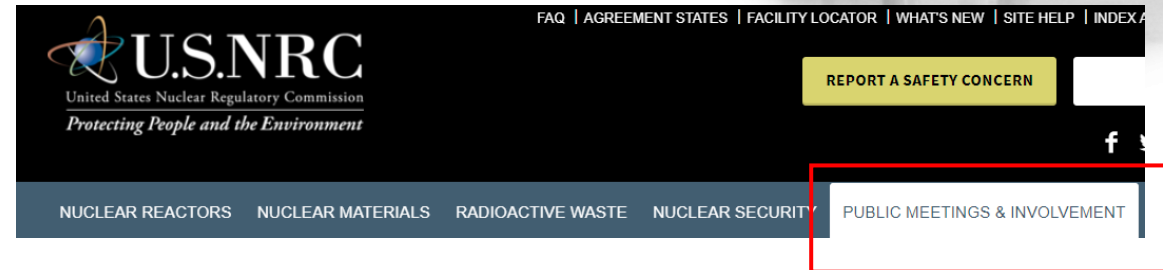 FAQ | AGREEMENT STATES | FACILITY LOCATOR | WHAT'S NEW | SITE HELP | INDEX
U.S.NRC
United States Nuclear Regulatory Commission
Protecting People and the Environment
REPORT A SAFETY CONCERN
NUCLEAR REACTORS NUCLEAR MATERIALS RADIOACTIVE WASTE NUCLEAR SECURITY PUBLIC MEETINGS & INVOLVEMENT